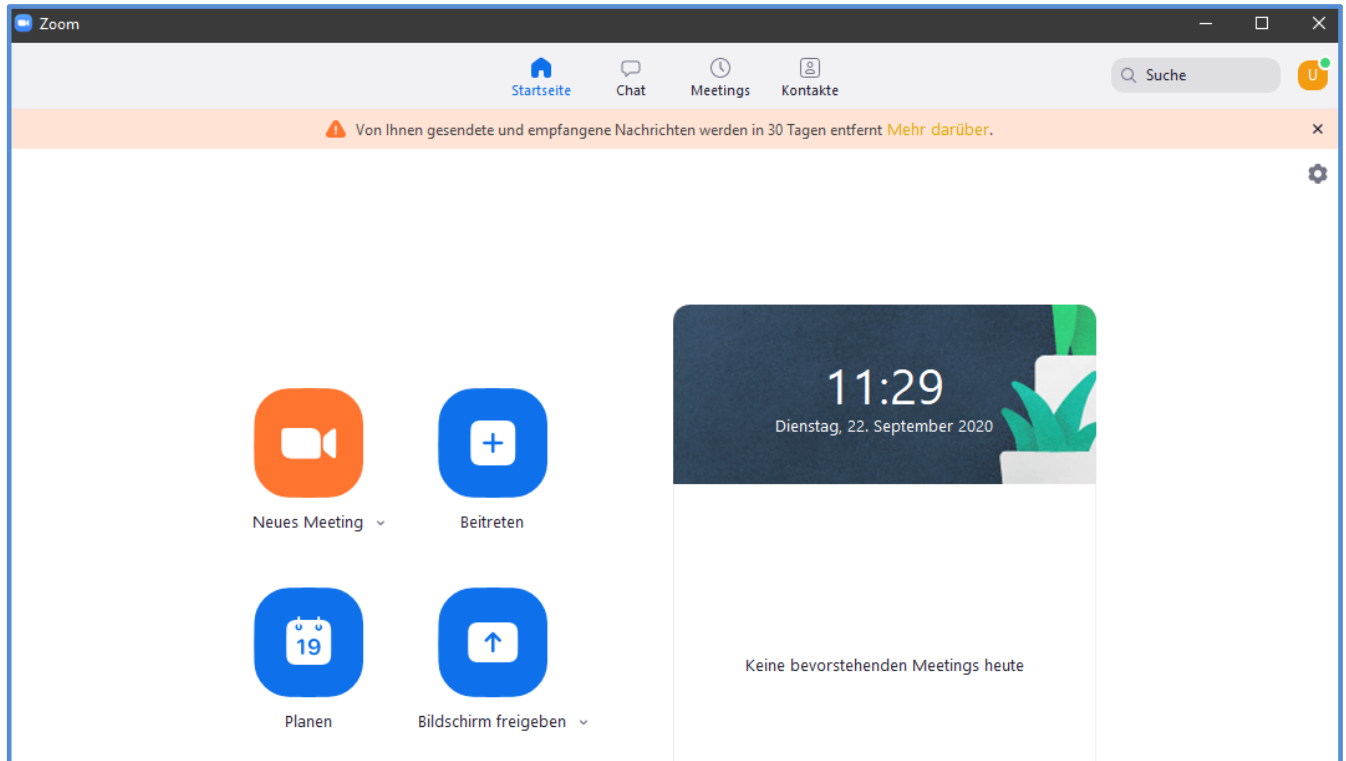 Zoom
Startseite
Chat
Meetings
Kontakte
Suche
U
Von Ihnen gesendete und empfangene Nachrichten werden in 30 Tagen entfernt Mehr darüber.
11:29
Dienstag, 22. September 2020
Neues Meeting
Beitreten
19
Planen
Bildschirm freigeben
Keine bevorstehenden Meetings heute